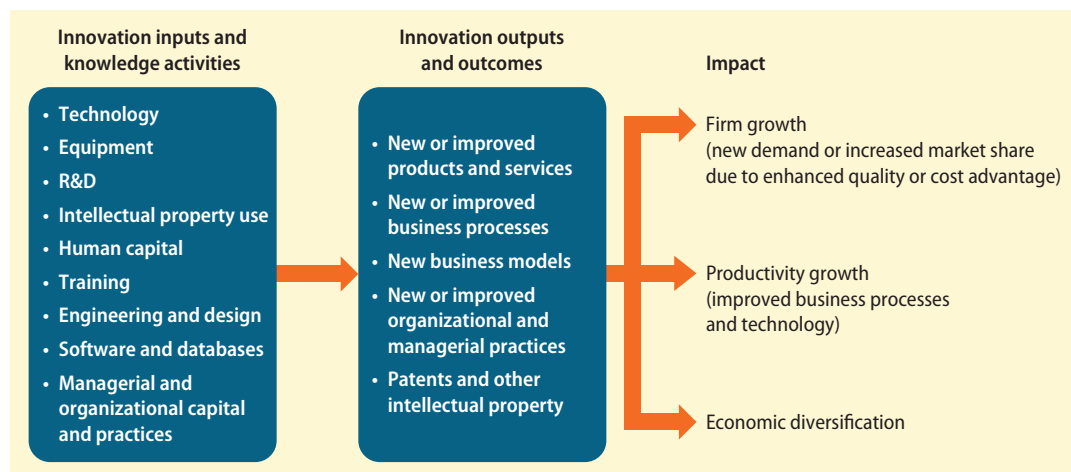 Innovation inputs and
knowledge activities
• Technology
• Equipment
• R&D
• Intellectual property use
• Human capital
• Training
• Engineering and design
• Software and databases
• Managerial and
organizational capital
and practices
Innovation outputs
and outcomes
• New or improved
products and services
• New or improved
business processes
• New business models
• New or improved
organizational and
managerial practices
• Patents and other
intellectual property
Impact
Firm growth
(new demand or increased market share
due to enhanced quality or cost advantage)
Productivity growth
(improved business processes
and technology)
Economic diversification